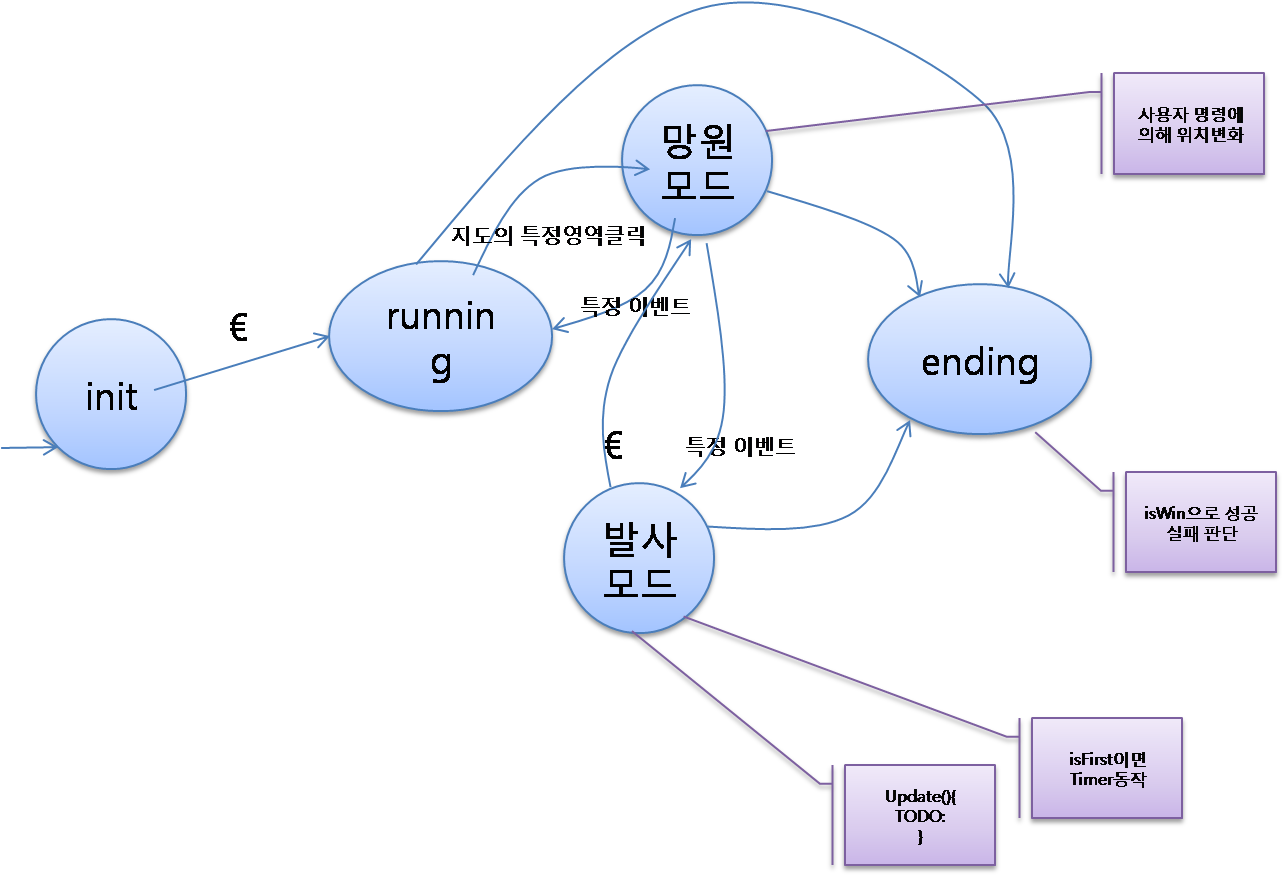 망원
모드
사용자 명령에
의해 위치변화
지도의 특정영역클릭
특정 이벤트
runnin
g
€
init
ending
€
특정 이벤트
isWin으로 성공
실패 판단
발사
모드
isFirst이면
Timer동작
Update(){
TODO:
}